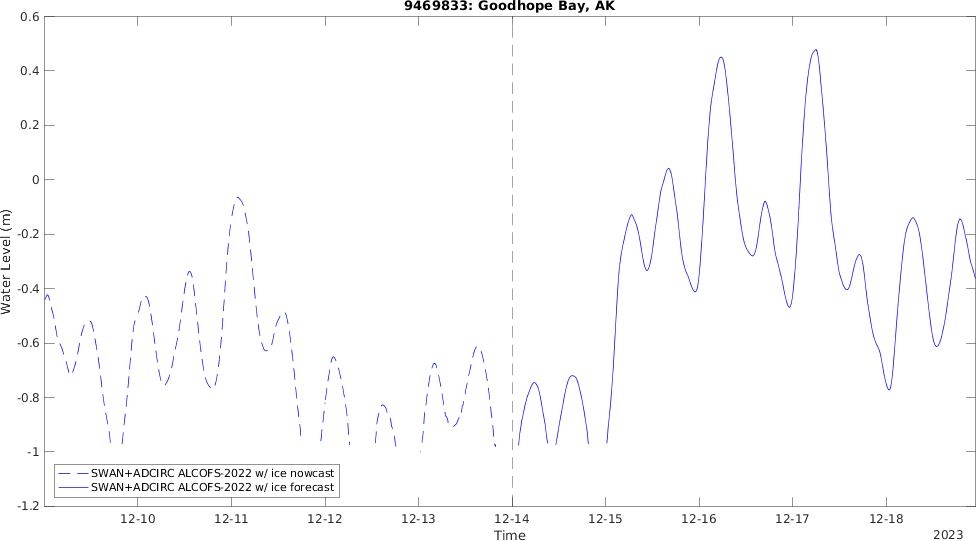 9469833: Goodhope Bay, AK
0.6
0.4
0.2
0
-0.2
-0.4
-0.6
-0.8
-1
-1.2
Water Level (m)
SWAN+ADCIRC ALCOFS-2022 w/ ice nowcast
SWAN+ADCIRC ALCOFS-2022 w/ ice forecast
12-10 12-11 12-12 12-13 12-14 12-15 12-16 12-17 12-18
Time
2023